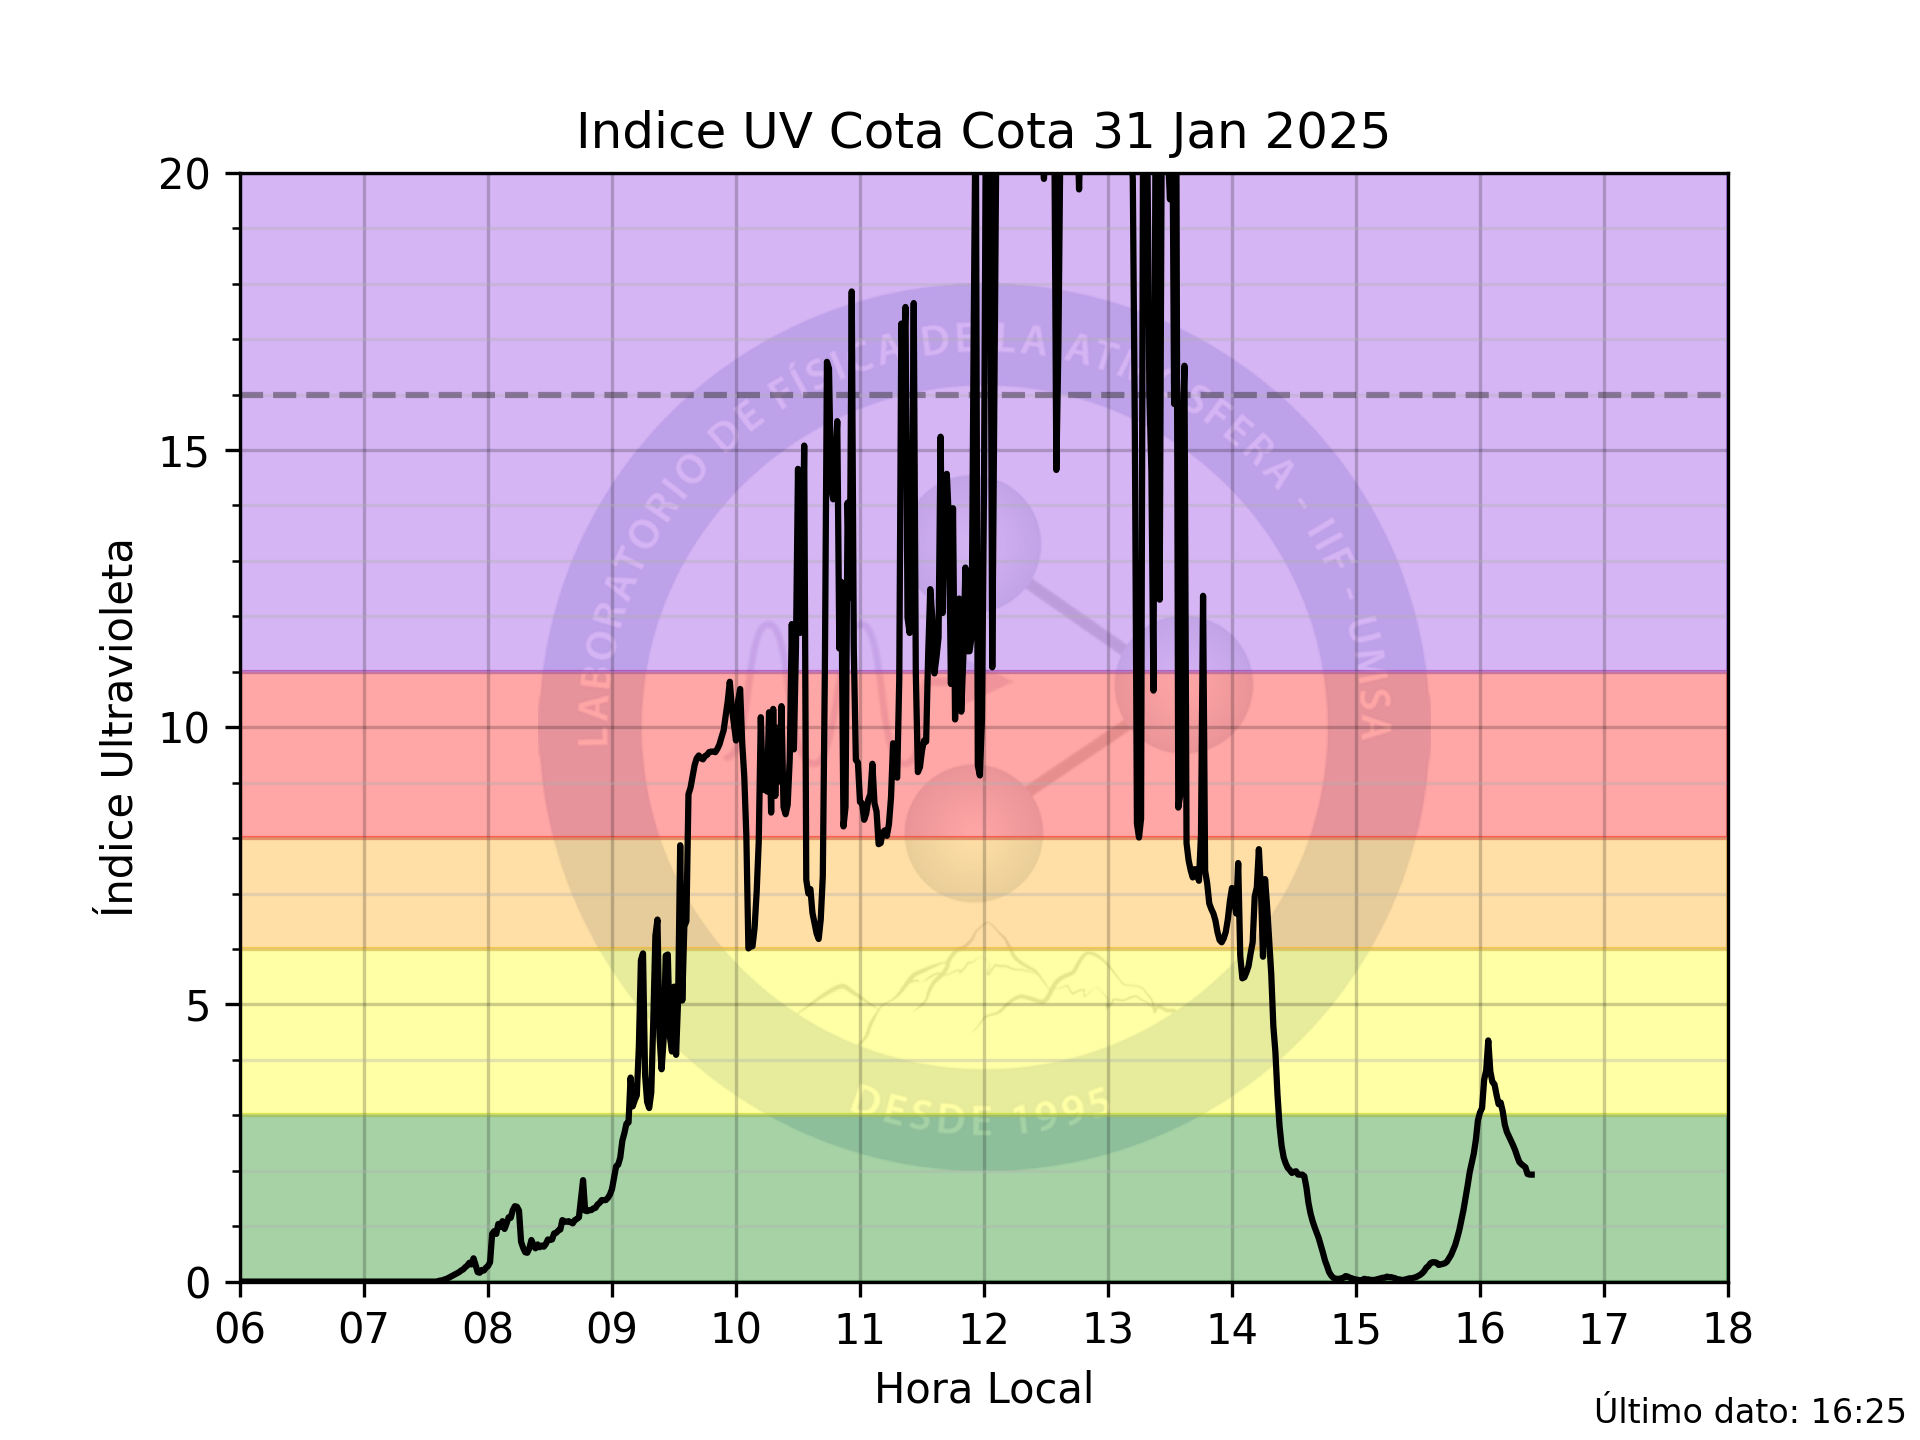 Indice UV Cota Cota 31 Jan 2025
20
15
10
5
0
Índice Ultravioleta
LABORATORIO DE FÍSICA DE LA ATMÓSFERA - IIF - UMSA
DESDE 1995
06 07 08 09 10 11 12 13 14 15 16 17 18
Hora Local
Último dato: 16:25